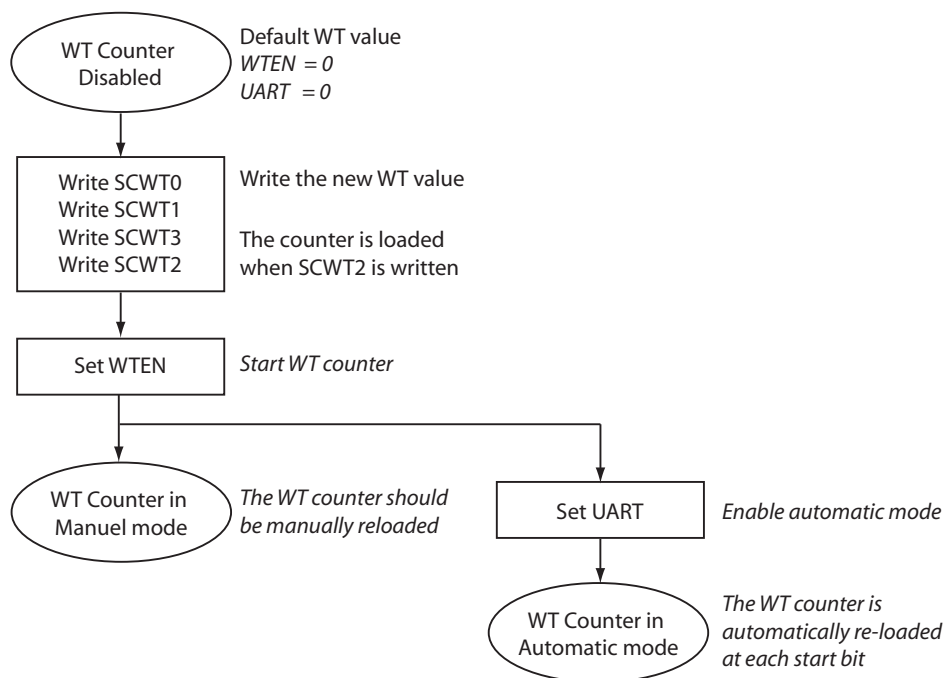 WT Counter
Disabled
Default WT value
WTEN = 0
UART = 0
Write SCWT0
Write SCWT1
Write SCWT3
Write SCWT2
Write the new WT value
The counter is loaded
when SCWT2 is written
Set WTEN
Start WT counter
WT Counter in
Manuel mode
The WT counter should
be manually reloaded
Set UART
Enable automatic mode
WT Counter in
Automatic mode
The WT counter is
automatically re-loaded
at each start bit